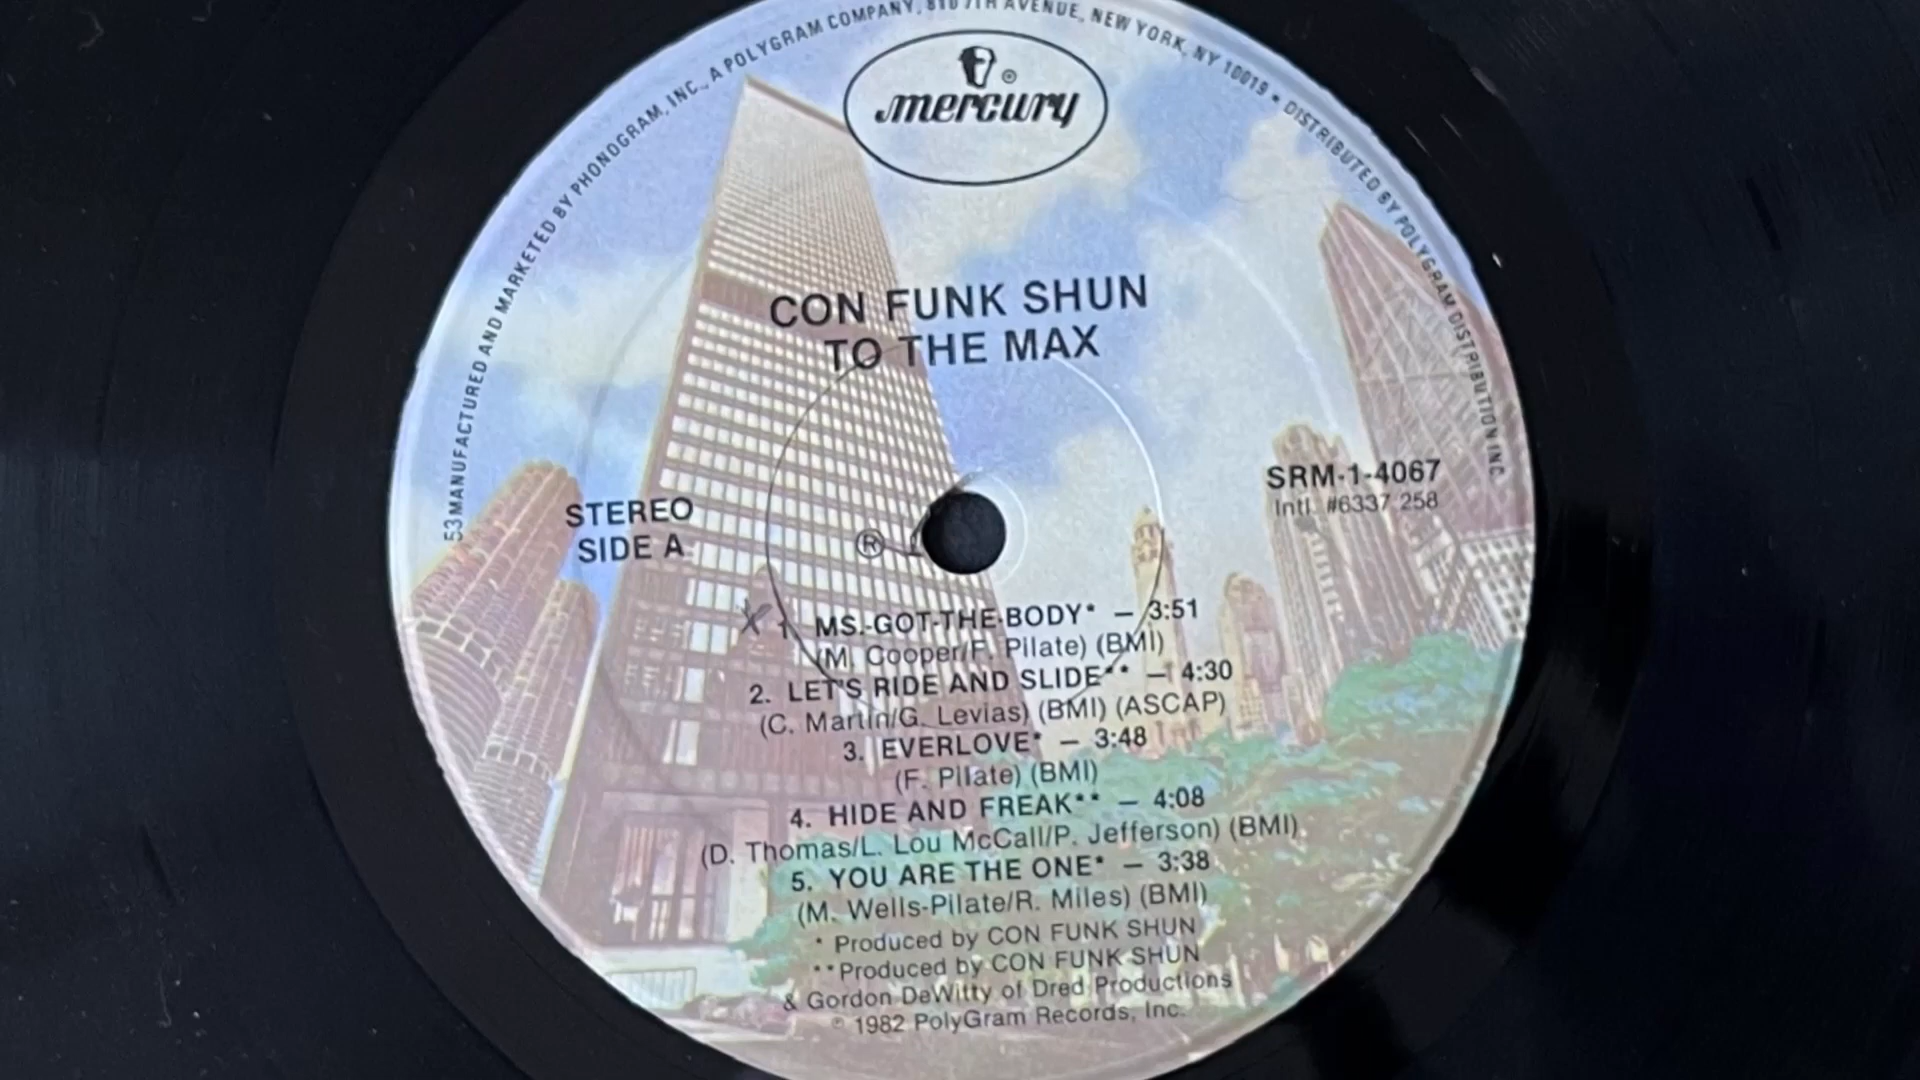 53 MANUFACTURED AND MARKETED BY PHONOGRAM, INC., A POLYGRAM COMPANY, 810 7TH AVENUE, NEW YORK, NY 10019 • DISTRIBUTED BY POLYGRAM DISTRIBUTION INC.
®
mercury
CON FUNK SHUN
TO THE MAX
STEREO
SIDE A
SRM-1-4067
Intl. #6337 258
®
X 1. MS.-GOT-THE-BODY* — 3:51
(M. Cooper/F. Pilate) (BMI)
2. LET'S RIDE AND SLIDE** — 4:30
(C. Martin/G. Levias) (BMI) (ASCAP)
3. EVERLOVE* — 3:48
(F. Pilate) (BMI)
4. HIDE AND FREAK** — 4:08
(D. Thomas/L. Lou McCall/P. Jefferson) (BMI)
5. YOU ARE THE ONE* — 3:38
(M. Wells-Pilate/R. Miles) (BMI)
* Produced by CON FUNK SHUN
**Produced by CON FUNK SHUN
& Gordon DeWitty of Dred Productions
℗ 1982 PolyGram Records, Inc.